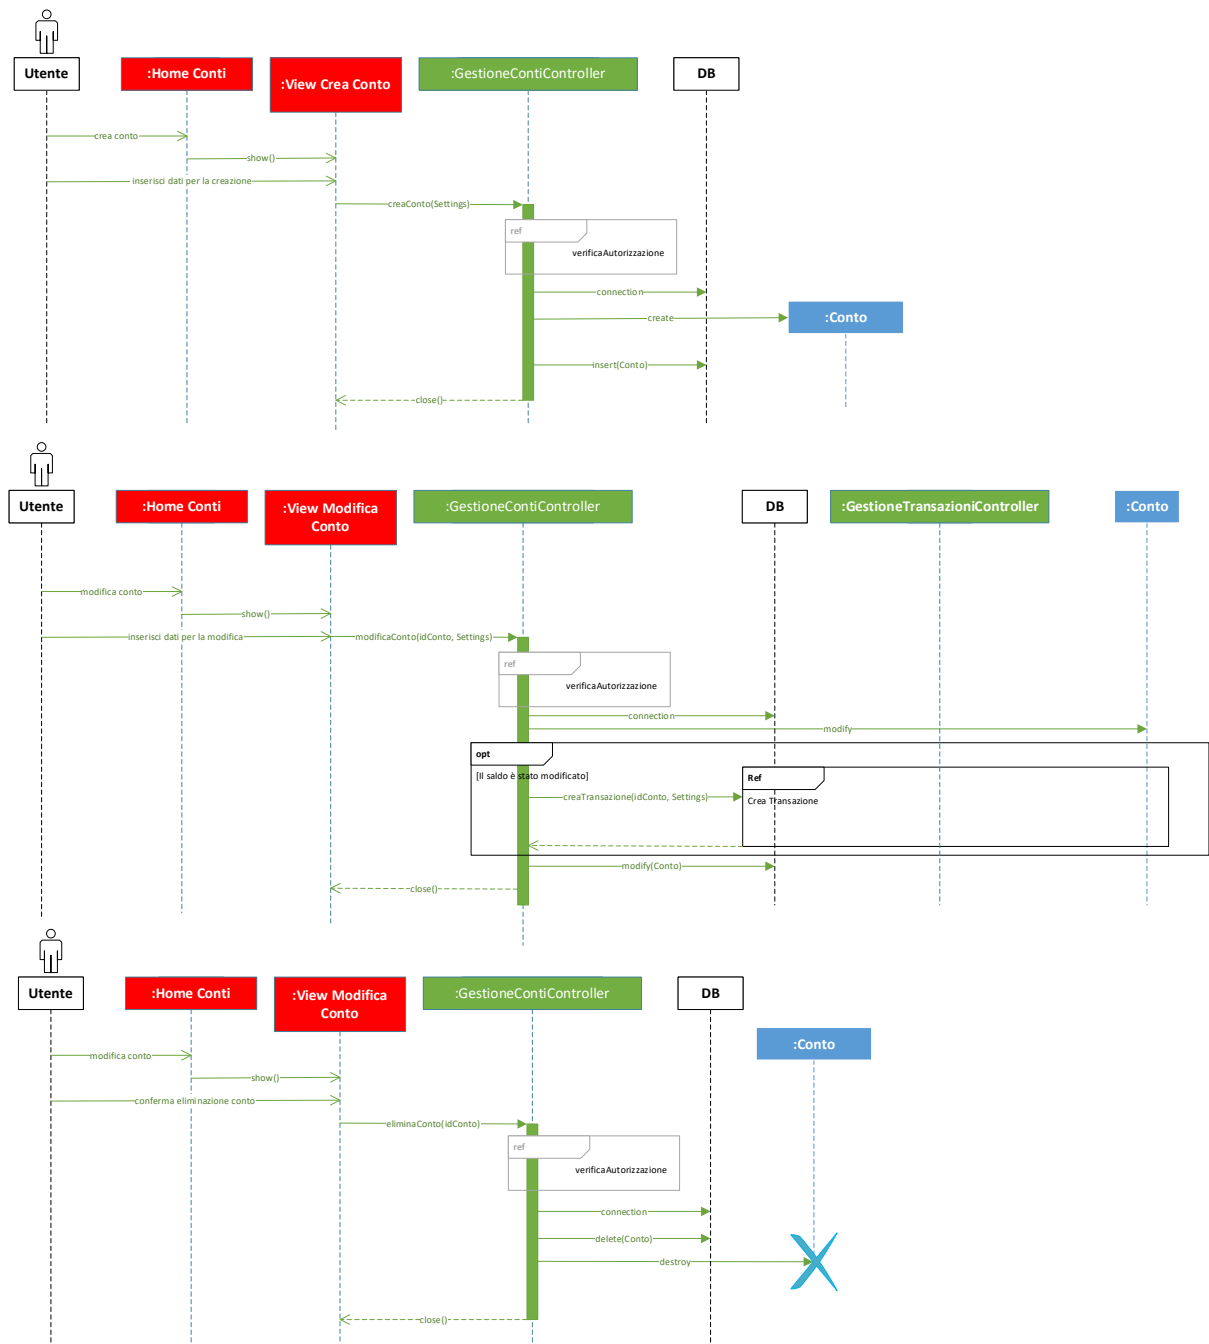 Utente
:Home Conti
:View Crea Conto
:GestioneContiController
DB
crea conto
show()
inserisci dati per la creazione
creaConto(Settings)
ref
verificaAutorizzazione
connection
create
:Conto
insert(Conto)
close()
Utente
:Home Conti
:View Modifica
Conto
:GestioneContiController
DB
:GestioneTransazioniController
:Conto
modifica conto
show()
inserisci dati per la modifica
modificaConto(idConto, Settings)
ref
verificaAutorizzazione
connection
modify
opt
[Il saldo è stato modificato]
Ref
creaTransazione(idConto, Settings)
Crea Transazione
modify(Conto)
close()
Utente
:Home Conti
:View Modifica
Conto
:GestioneContiController
DB
:Conto
modifica conto
show()
conferma eliminazione conto
eliminaConto(idConto)
ref
verificaAutorizzazione
connection
delete(Conto)
destroy
close()